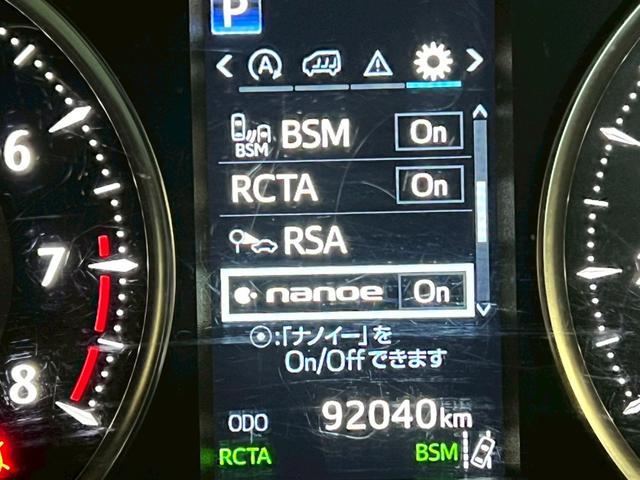 P
A
BSM BSM On
RCTA On
RSA
nanoe On
:「ナノイー」を
On/Offできます
ODO 92040km
RCTA BSM
6
7
8